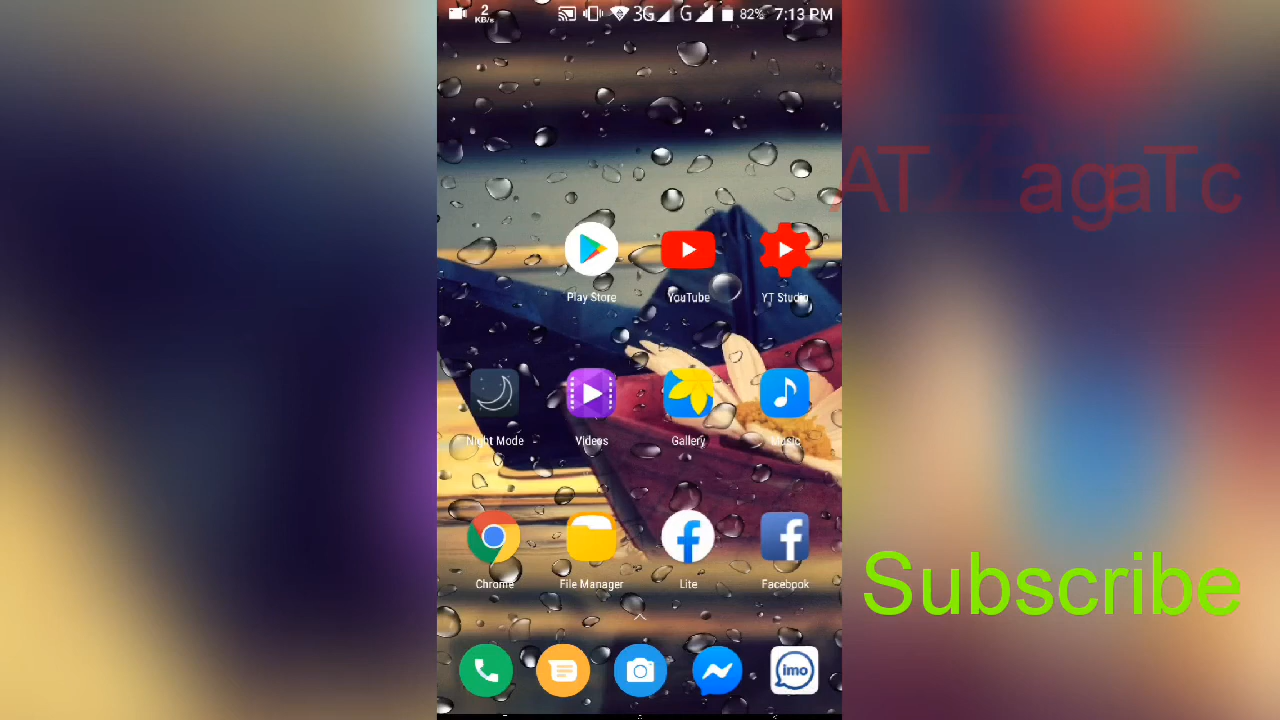 2 KB/s 3G G 82% 7:13 PM
Play Store YouTube YT Studio
Night Mode Videos Gallery Music
Chrome File Manager Lite Facebook
imo
Subscribe